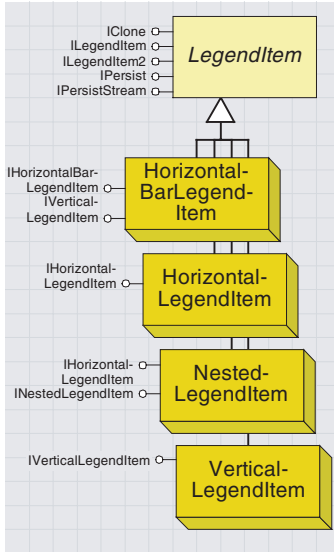 IClone
ILegendItem
ILegendItem2
IPersist
IPersistStream
LegendItem
IHorizontalBar-
LegendItem
IVertical-
LegendItem
Horizontal-
BarLegend-
Item
IHorizontal-
LegendItem
Horizontal-
LegendItem
IHorizontal-
LegendItem
INestedLegendItem
Nested-
LegendItem
IVerticalLegendItem
Vertical-
LegendItem